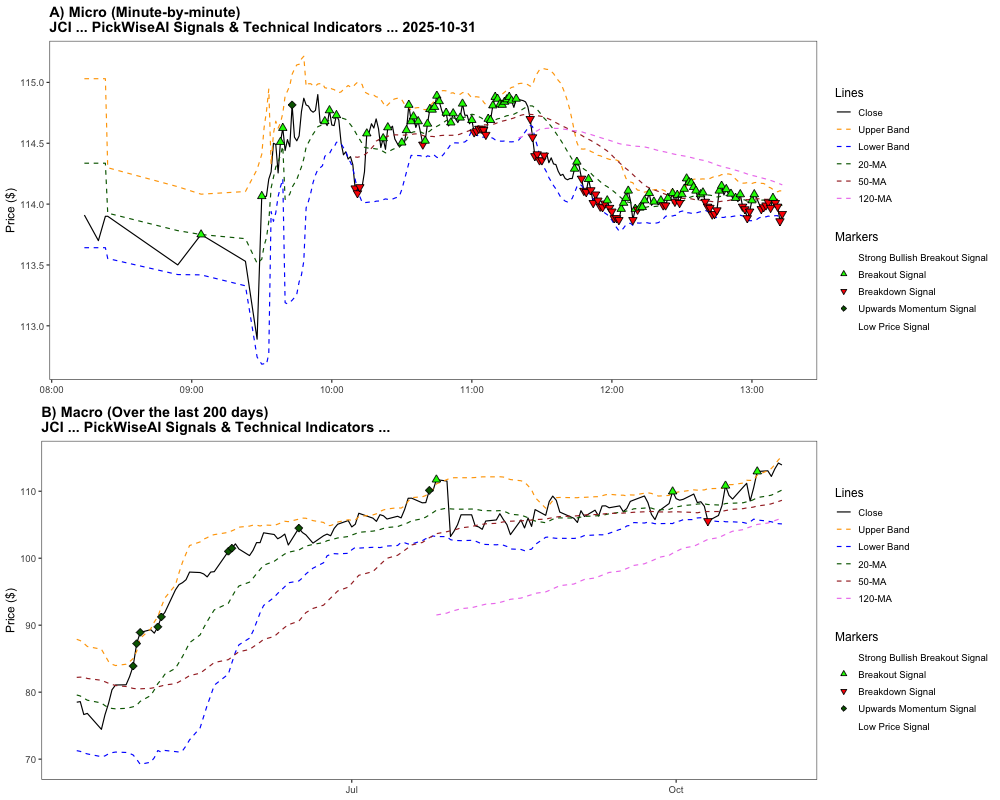 A) Micro (Minute-by-minute)
JCI ... PickWiseAI Signals & Technical Indicators ... 2025-10-31
Price ($)
115.0
114.5
114.0
113.5
113.0
08:00
09:00
10:00
11:00
12:00
13:00
Lines
Close
Upper Band
Lower Band
20-MA
50-MA
120-MA
Markers
Strong Bullish Breakout Signal
Breakout Signal
Breakdown Signal
Upwards Momentum Signal
Low Price Signal
B) Macro (Over the last 200 days)
JCI ... PickWiseAI Signals & Technical Indicators ...
Price ($)
110
100
90
80
70
Jul
Oct
Lines
Close
Upper Band
Lower Band
20-MA
50-MA
120-MA
Markers
Strong Bullish Breakout Signal
Breakout Signal
Breakdown Signal
Upwards Momentum Signal
Low Price Signal